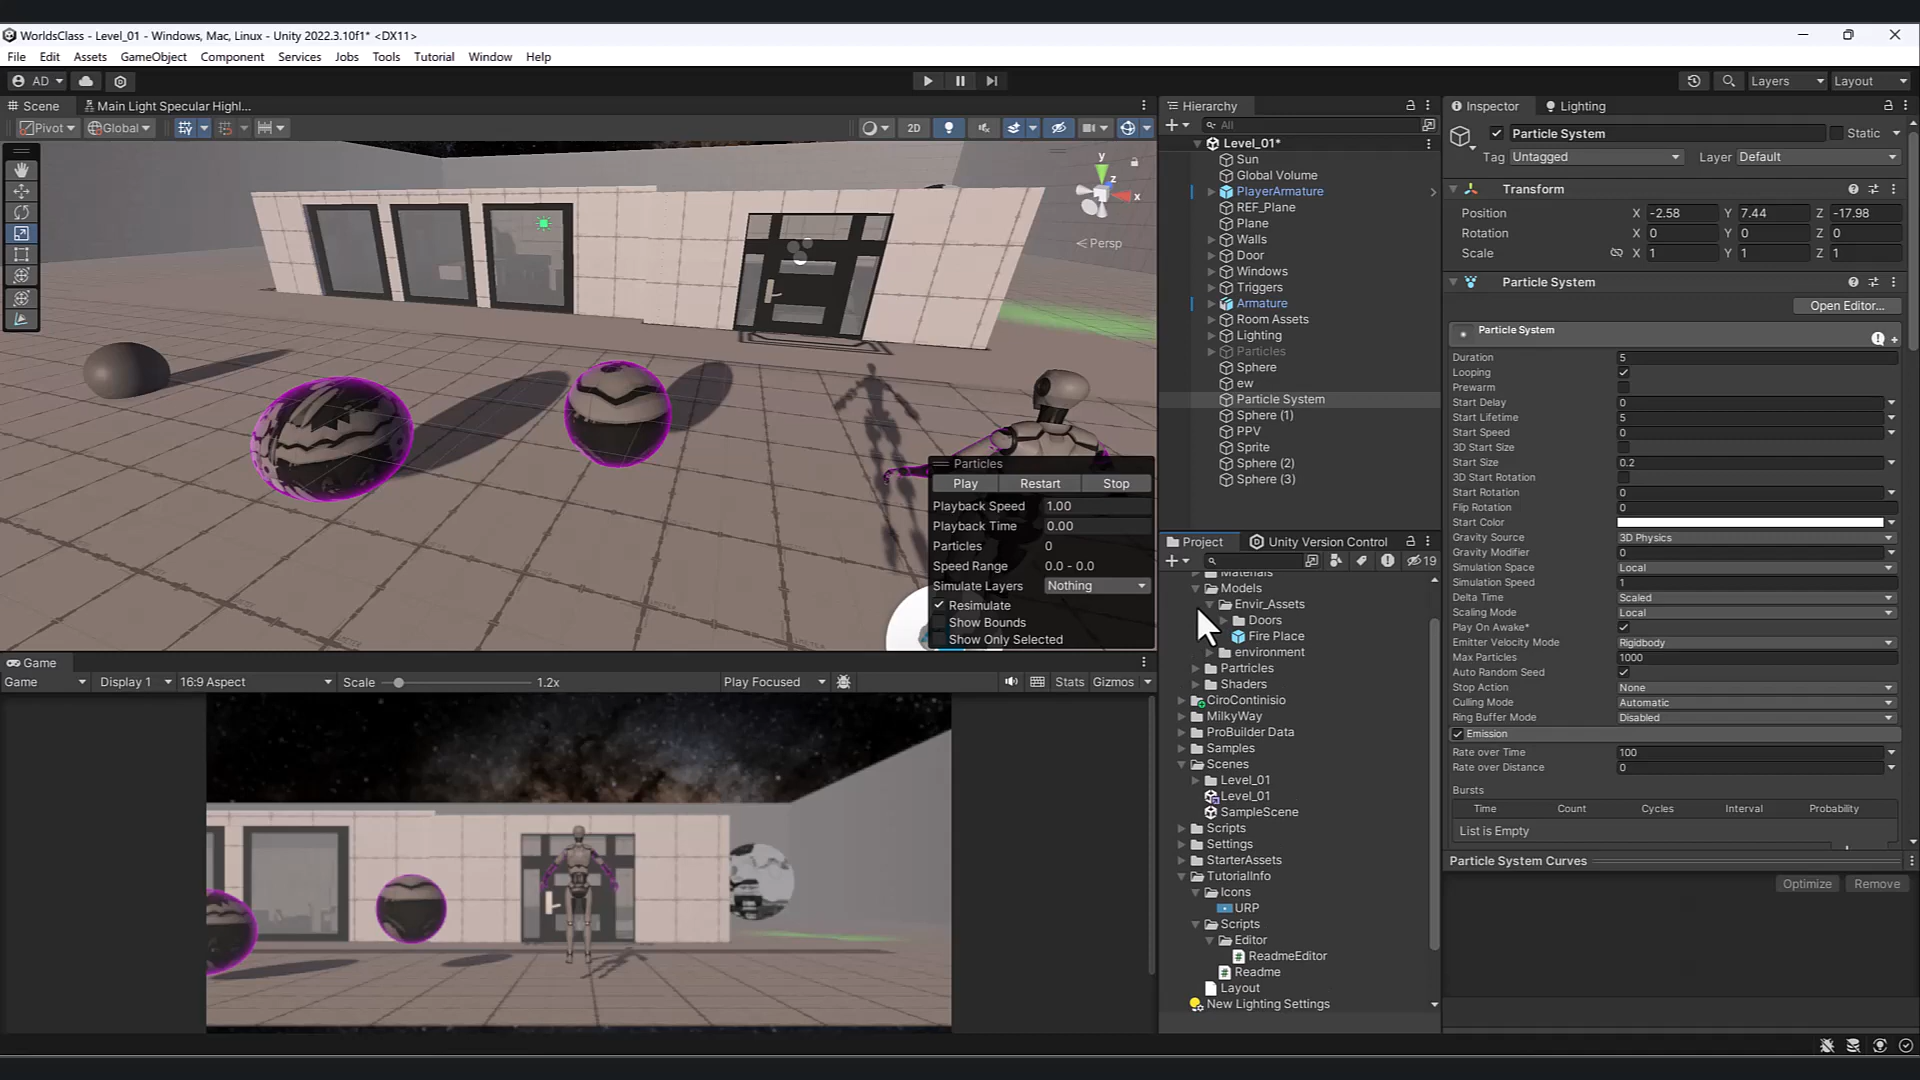 WorldsClass - Level_01 - Windows, Mac, Linux - Unity 2022.3.10f1* <DX11>
File Edit Assets GameObject Component Services Jobs Tools Tutorial Window Help
AD
Layers Layout
Scene Main Light Specular Highl...
Pivot Global 2D
y
z
x
Persp
Particles
Play Restart Stop
Playback Speed 1.00
Playback Time 0.00
Particles 0
Speed Range 0.0 - 0.0
Simulate Layers Nothing
Resimulate
Show Bounds
Show Only Selected
Game
Game Display 1 16:9 Aspect Scale 1.2x Play Focused Stats Gizmos
Hierarchy
All
Level_01*
Sun
Global Volume
PlayerArmature
REF_Plane
Plane
Walls
Door
Windows
Triggers
Armature
Room Assets
Lighting
Particles
Sphere
ew
Particle System
Sphere (1)
PPV
Sprite
Sphere (2)
Sphere (3)
Project Unity Version Control
19
Materials
Models
Envir_Assets
Doors
Fire Place
environment
Particles
Shaders
CiroContinisio
MilkyWay
ProBuilder Data
Samples
Scenes
Level_01
Level_01
SampleScene
Scripts
Settings
StarterAssets
TutorialInfo
Icons
URP
Scripts
Editor
ReadmeEditor
Readme
Layout
New Lighting Settings
Inspector Lighting
Particle System Static
Tag Untagged Layer Default
Transform
Position X -2.58 Y 7.44 Z -17.98
Rotation X 0 Y 0 Z 0
Scale X 1 Y 1 Z 1
Particle System
Open Editor...
Particle System
Duration 5
Looping
Prewarm
Start Delay 0
Start Lifetime 5
Start Speed 0
3D Start Size
Start Size 0.2
3D Start Rotation
Start Rotation 0
Flip Rotation 0
Start Color
Gravity Source 3D Physics
Gravity Modifier 0
Simulation Space Local
Simulation Speed 1
Delta Time Scaled
Scaling Mode Local
Play On Awake*
Emitter Velocity Mode Rigidbody
Max Particles 1000
Auto Random Seed
Stop Action None
Culling Mode Automatic
Ring Buffer Mode Disabled
Emission
Rate over Time 100
Rate over Distance 0
Bursts
Time Count Cycles Interval Probability
List is Empty
Particle System Curves
Optimize Remove